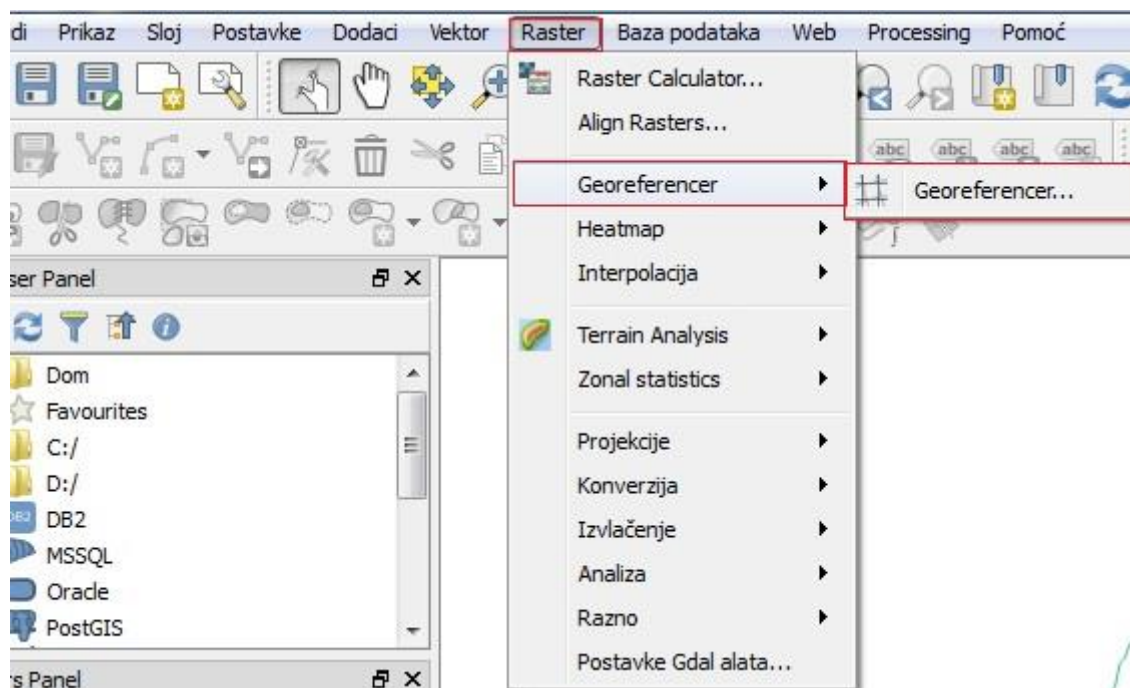 di Prikaz Sloj Postavke Dodaci Vektor Raster Baza podataka Web Processing Pomoć
Raster Calculator...
Align Rasters...
abc abc abc abc
Georeferencer
Georeferencer...
Heatmap
Interpolacija
Terrain Analysis
Zonal statistics
Projekcije
Konverzija
Izvlačenje
Analiza
Razno
Postavke Gdal alata...
ser Panel
Dom
Favourites
C:/
D:/
DB2
MSSQL
Oracle
PostGIS
s Panel